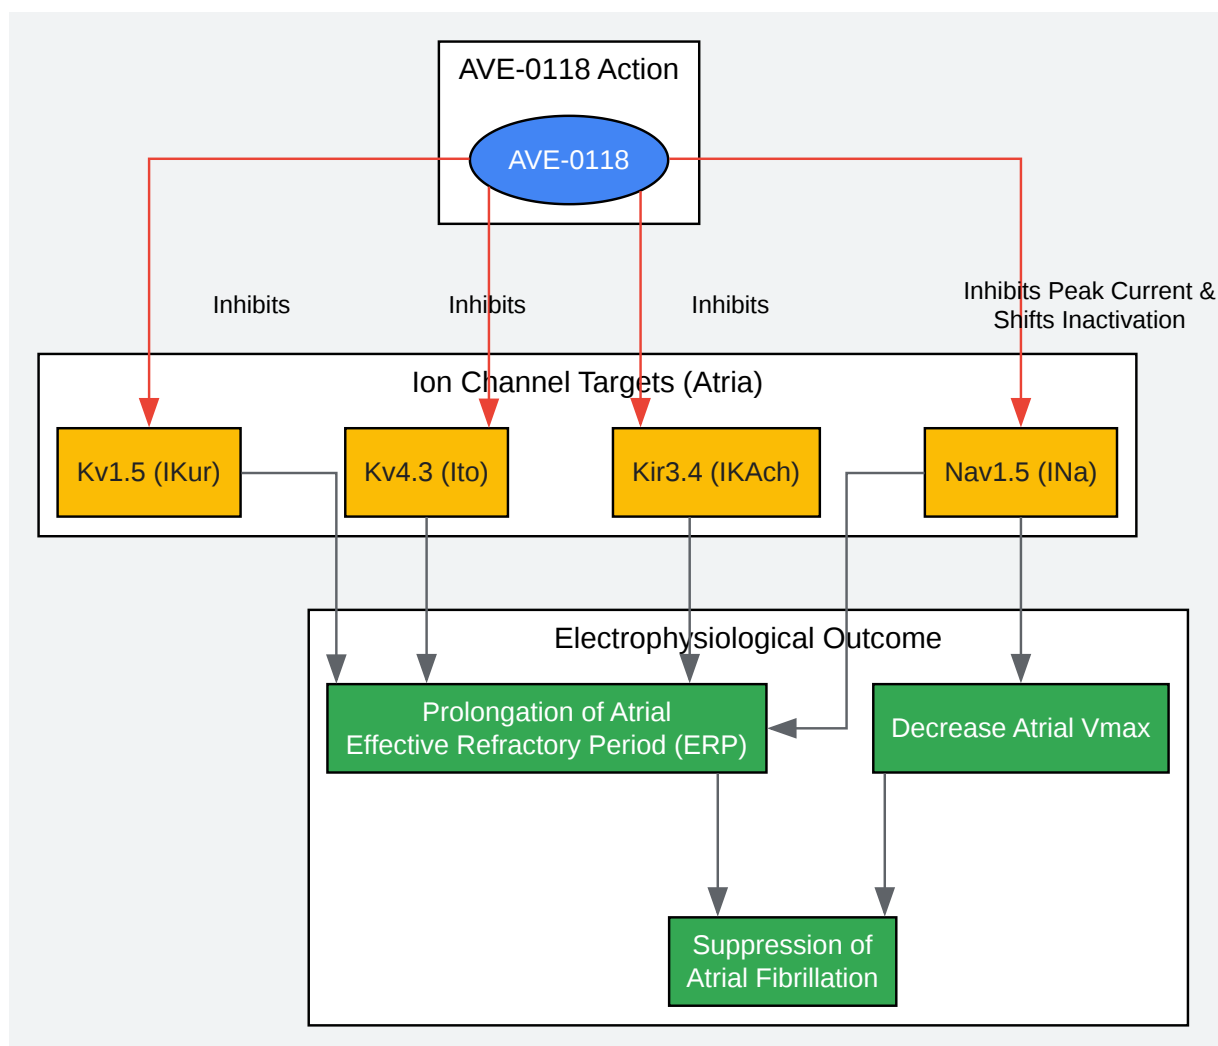 AVE-0118 Action
AVE-0118
Inhibits
Inhibits
Inhibits
Inhibits Peak Current &
Shifts Inactivation
Ion Channel Targets (Atria)
Kv1.5 (IKur)
Kv4.3 (Ito)
Kir3.4 (IKAch)
Nav1.5 (INa)
Electrophysiological Outcome
Prolongation of Atrial
Effective Refractory Period (ERP)
Decrease Atrial Vmax
Suppression of
Atrial Fibrillation